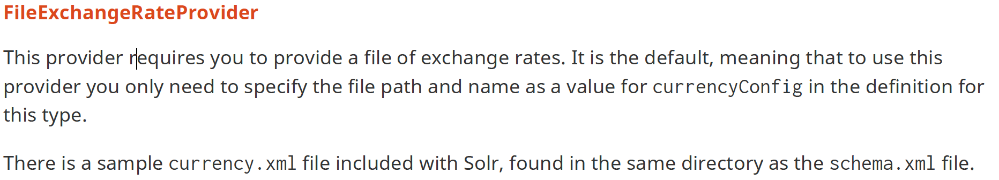 FileExchangeRateProvider
This provider requires you to provide a file of exchange rates. It is the default, meaning that to use this
provider you only need to specify the file path and name as a value for currencyConfig in the definition for
this type.
There is a sample currency.xml file included with Solr, found in the same directory as the schema.xml file.